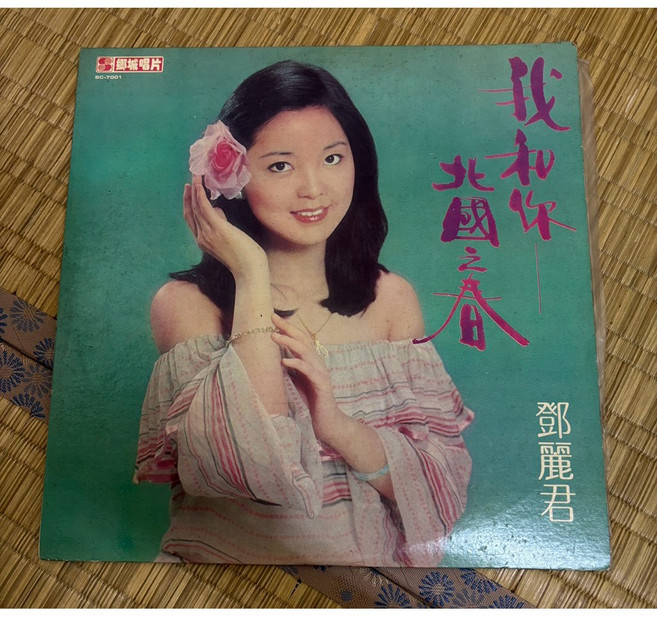 鄉城唱片
SC-7001
我和你—
北國之春
鄧麗君